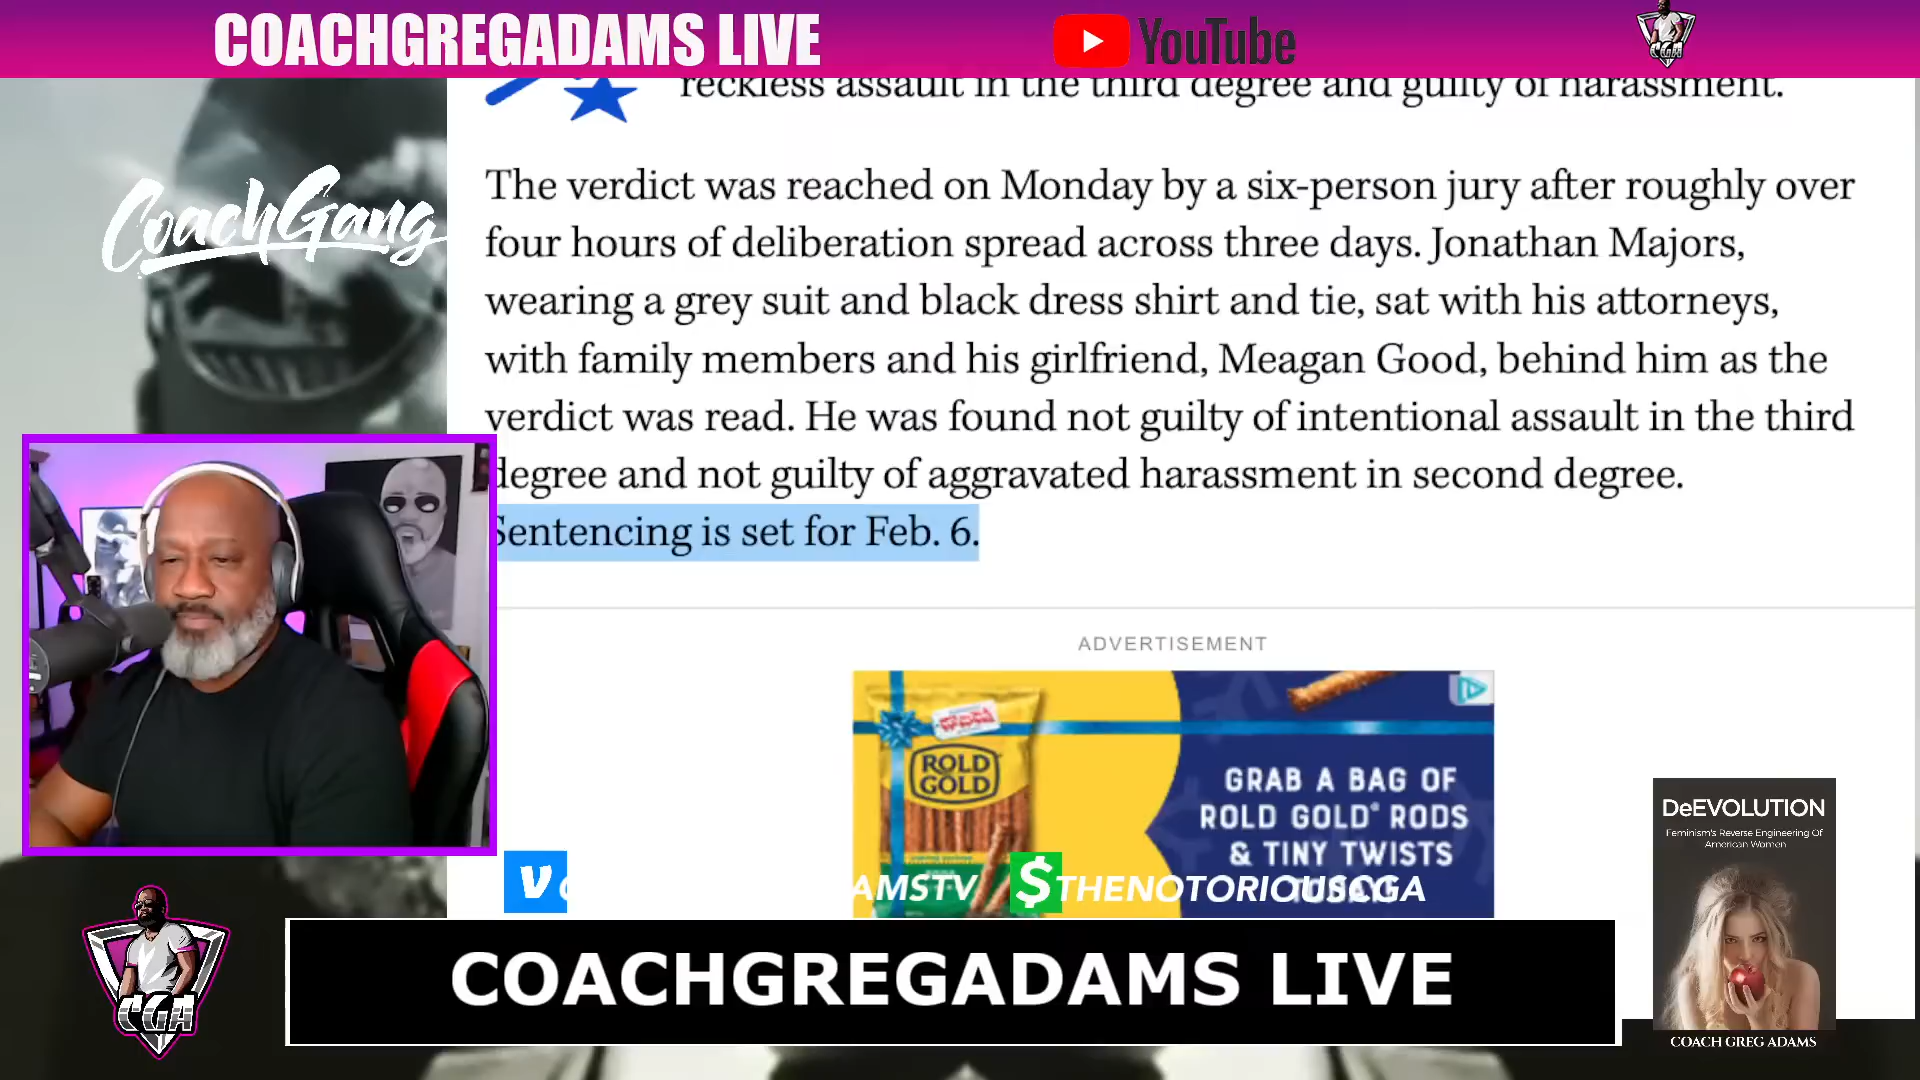 COACHGREGADAMS LIVE
YouTube
CGA
reckless assault in the third degree and guilty of harassment.
CoachGang
The verdict was reached on Monday by a six-person jury after roughly over
four hours of deliberation spread across three days. Jonathan Majors,
wearing a grey suit and black dress shirt and tie, sat with his attorneys,
with family members and his girlfriend, Meagan Good, behind him as the
verdict was read. He was found not guilty of intentional assault in the third
degree and not guilty of aggravated harassment in second degree.
Sentencing is set for Feb. 6.
ADVERTISEMENT
ROLD
GOLD
GRAB A BAG OF
ROLD GOLD® RODS
& TINY TWISTS
AMSTV
$THENOTORIOUSCGA
DeEVOLUTION
Feminism's Reverse Engineering Of
American Women
COACH GREG ADAMS
CGA
COACHGREGADAMS LIVE